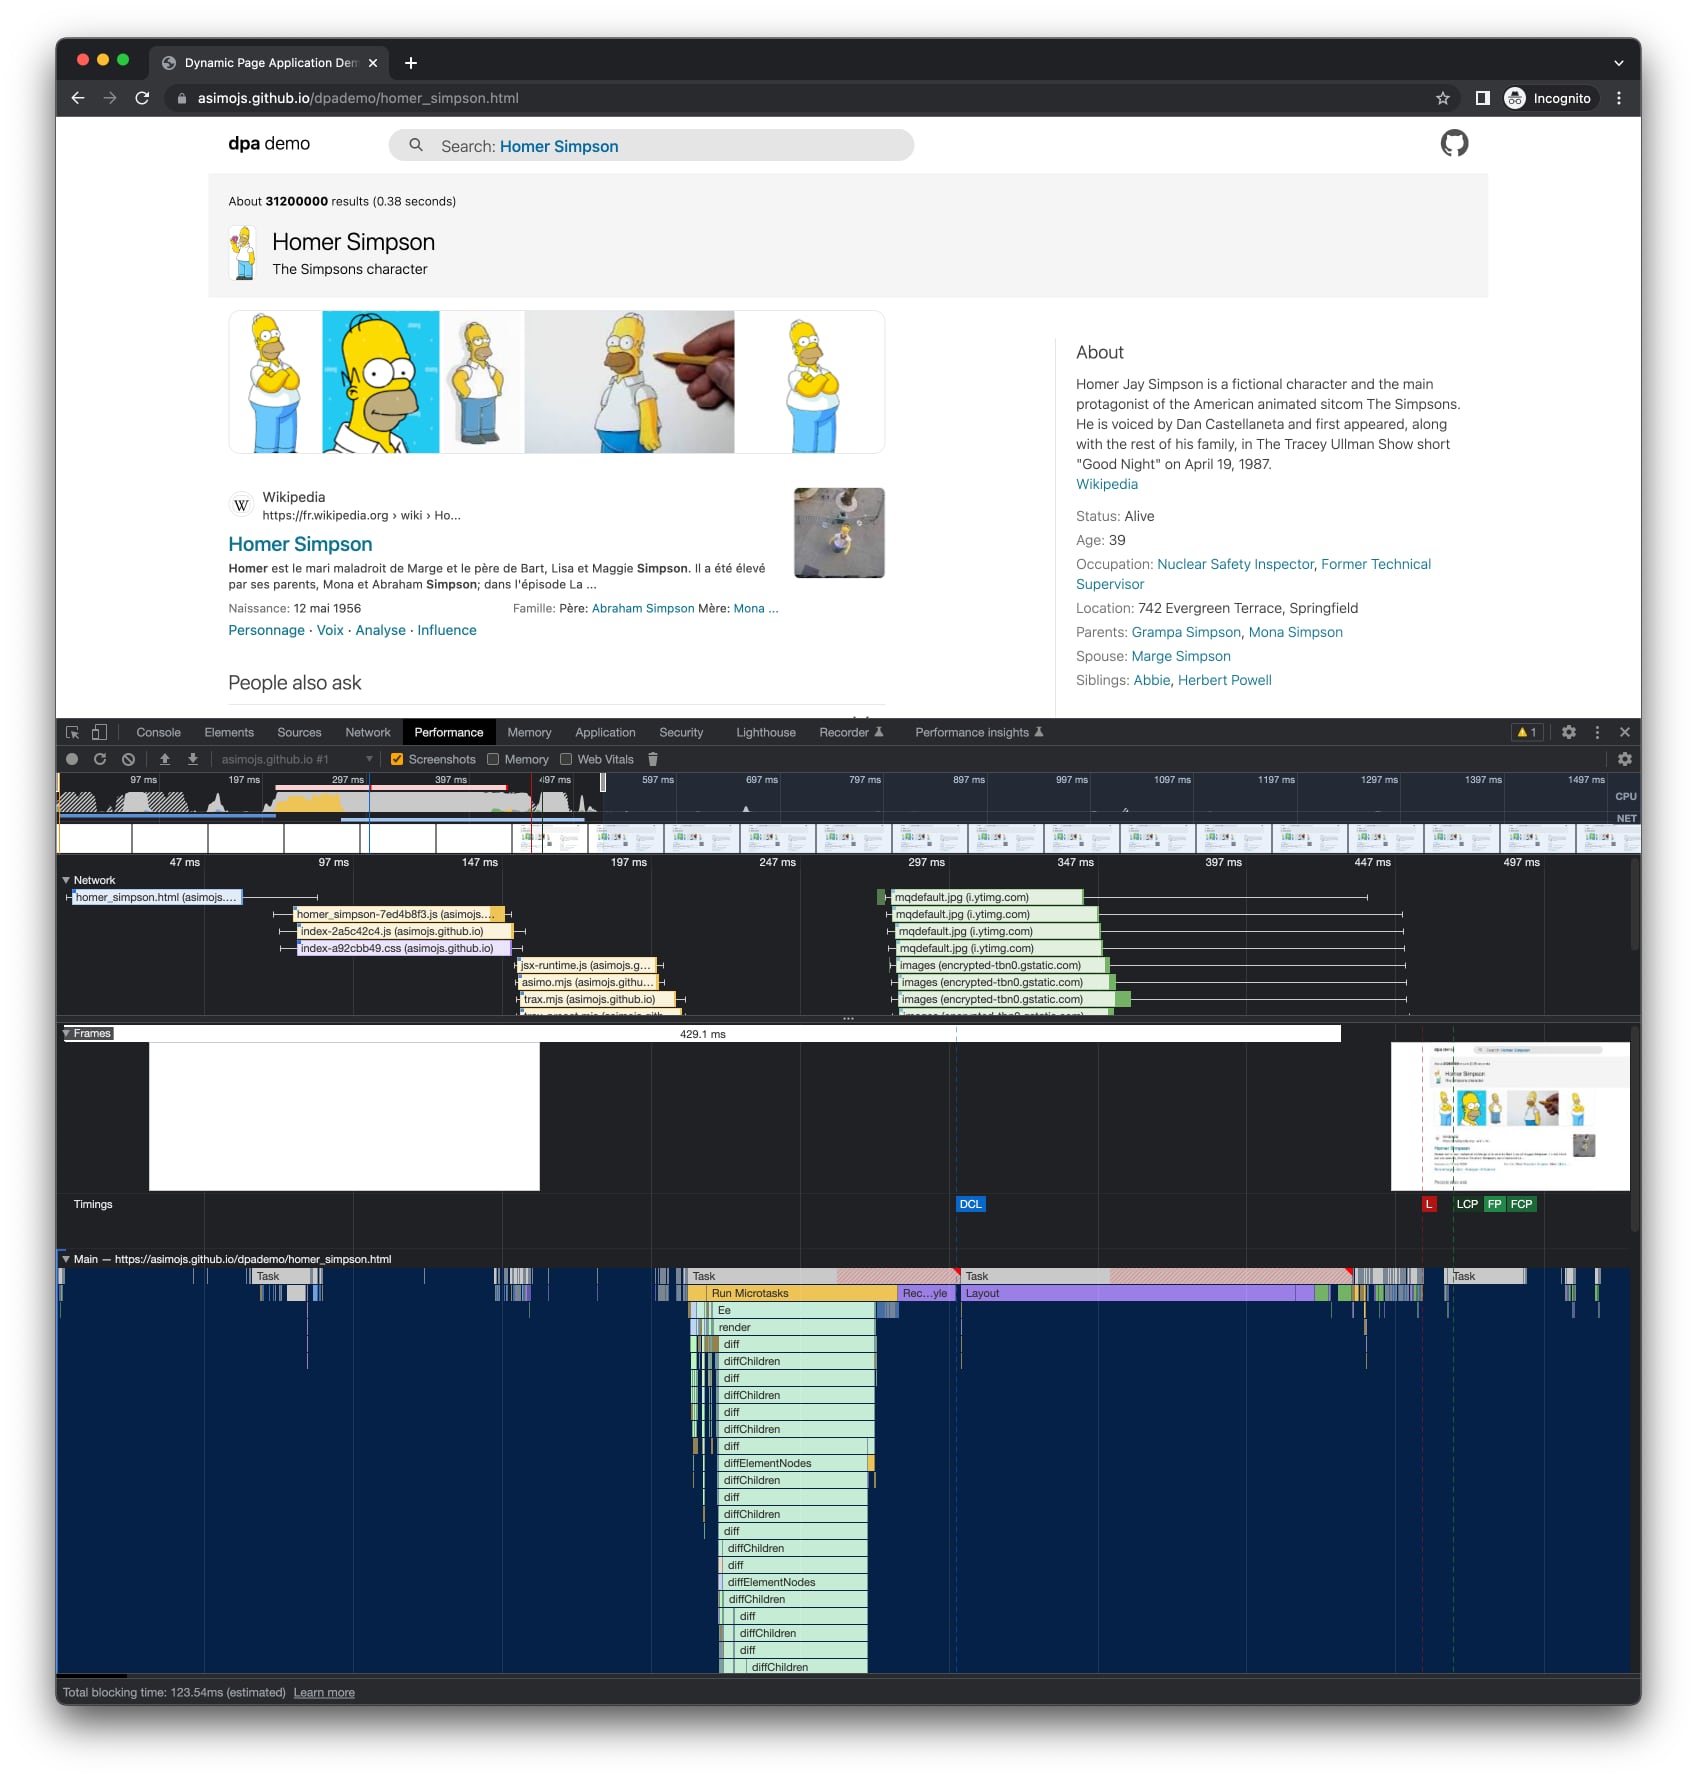 Dynamic Page Application Dem
asimojs.github.io/dpademo/homer_simpson.html
Incognito
dpa demo
Search: Homer Simpson
About 31200000 results (0.38 seconds)
Homer Simpson
The Simpsons character
Wikipedia
https://fr.wikipedia.org › wiki › Ho...
Homer Simpson
Homer est le mari maladroit de Marge et le père de Bart, Lisa et Maggie Simpson. Il a été élevé
par ses parents, Mona et Abraham Simpson; dans l'épisode La ...
Naissance: 12 mai 1956 Famille: Père: Abraham Simpson Mère: Mona ...
Personnage · Voix · Analyse · Influence
People also ask
About
Homer Jay Simpson is a fictional character and the main
protagonist of the American animated sitcom The Simpsons.
He is voiced by Dan Castellaneta and first appeared, along
with the rest of his family, in The Tracey Ullman Show short
"Good Night" on April 19, 1987.
Wikipedia
Status: Alive
Age: 39
Occupation: Nuclear Safety Inspector, Former Technical
Supervisor
Location: 742 Evergreen Terrace, Springfield
Parents: Grampa Simpson, Mona Simpson
Spouse: Marge Simpson
Siblings: Abbie, Herbert Powell
Console Elements Sources Network Performance Memory Application Security Lighthouse Recorder Performance insights 1
asimojs.github.io #1 Screenshots Memory Web Vitals
97 ms 197 ms 297 ms 397 ms 497 ms 597 ms 697 ms 797 ms 897 ms 997 ms 1097 ms 1197 ms 1297 ms 1397 ms 1497 ms
CPU
NET
47 ms 97 ms 147 ms 197 ms 247 ms 297 ms 347 ms 397 ms 447 ms 497 ms
Network
homer_simpson.html (asimojs.... mqdefault.jpg (i.ytimg.com)
homer_simpson-7ed4b8f3.js (asimojs.... mqdefault.jpg (i.ytimg.com)
index-2a5c42c4.js (asimojs.github.io) mqdefault.jpg (i.ytimg.com)
index-a92cbb49.css (asimojs.github.io) mqdefault.jpg (i.ytimg.com)
jsx-runtime.js (asimojs.g... images (encrypted-tbn0.gstatic.com)
asimo.mjs (asimojs.githu... images (encrypted-tbn0.gstatic.com)
trax.mjs (asimojs.github.io) images (encrypted-tbn0.gstatic.com)
Frames 429.1 ms
Timings DCL L LCP FP FCP
Main — https://asimojs.github.io/dpademo/homer_simpson.html
Task Task Task Task
Run Microtasks Rec...yle Layout
Ee
render
diff
diffChildren
diff
diffChildren
diff
diffChildren
diff
diffElementNodes
diffChildren
diff
diffChildren
diff
diffChildren
diff
diffElementNodes
diffChildren
diff
diffChildren
diff
diffChildren
Total blocking time: 123.54ms (estimated) Learn more